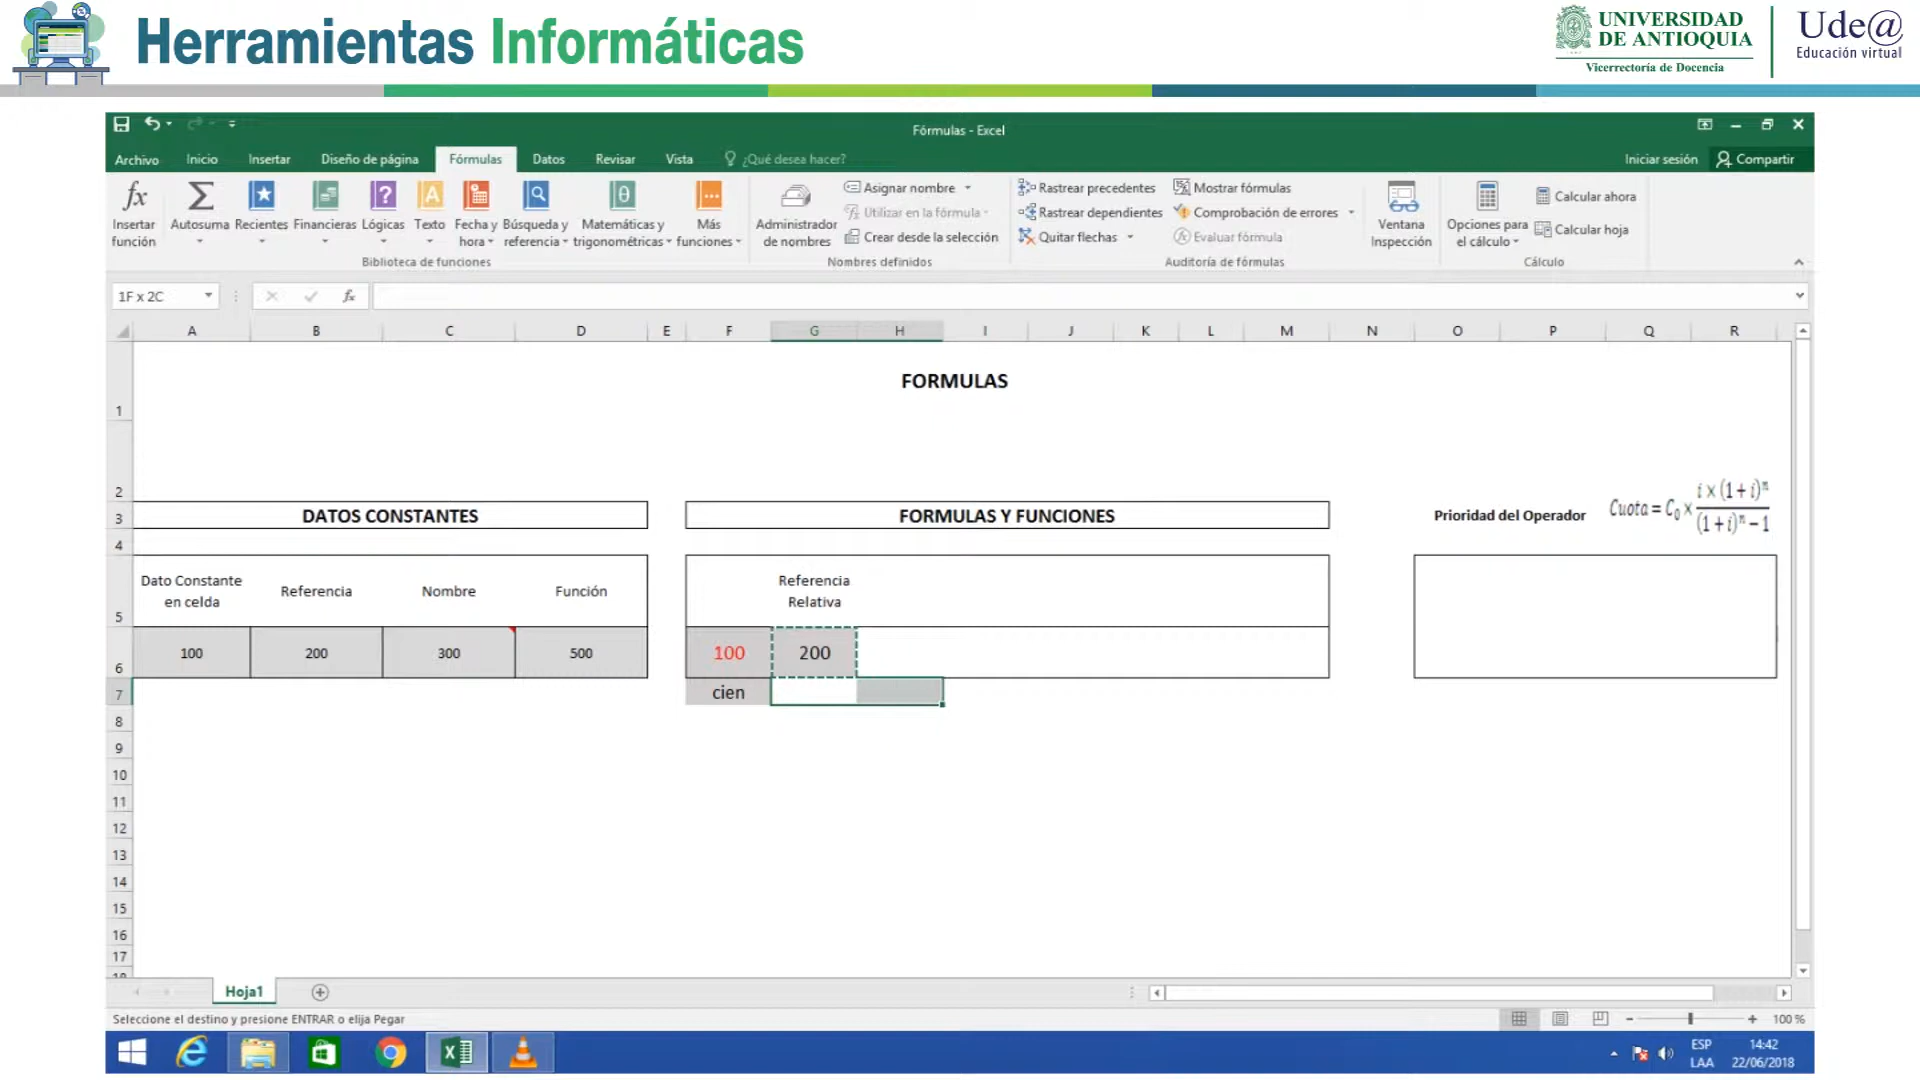 Herramientas Informáticas
UNIVERSIDAD
DE ANTIOQUIA
Vicerrectoría de Docencia
Ude@
Educación virtual
Fórmulas - Excel
Archivo Inicio Insertar Diseño de página Fórmulas Datos Revisar Vista ¿Qué desea hacer? Iniciar sesión Compartir
Insertar función
Autosuma
Recientes
Financieras
Lógicas
Texto
Fecha y hora
Búsqueda y referencia
Matemáticas y trigonométricas
Más funciones
Biblioteca de funciones
Administrador de nombres
Asignar nombre
Utilizar en la fórmula
Crear desde la selección
Nombres definidos
Rastrear precedentes
Rastrear dependientes
Quitar flechas
Mostrar fórmulas
Comprobación de errores
Evaluar fórmula
Auditoría de fórmulas
Ventana Inspección
Opciones para el cálculo
Calcular ahora
Calcular hoja
Cálculo
1F x 2C
fx
A B C D E F G H I J K L M N O P Q R
FORMULAS
1
2
3 DATOS CONSTANTES FORMULAS Y FUNCIONES Prioridad del Operador
Cuota = C₀ × i × (1 + i)ⁿ / (1 + i)ⁿ − 1
4
Dato Constante en celda Referencia Nombre Función Referencia Relativa
5
6 100 200 300 500 100 200
7 cien
8
9
10
11
12
13
14
15
16
17
18
Hoja1
Seleccione el destino y presione ENTRAR o elija Pegar
100 %
ESP
LAA
14:42
22/06/2018